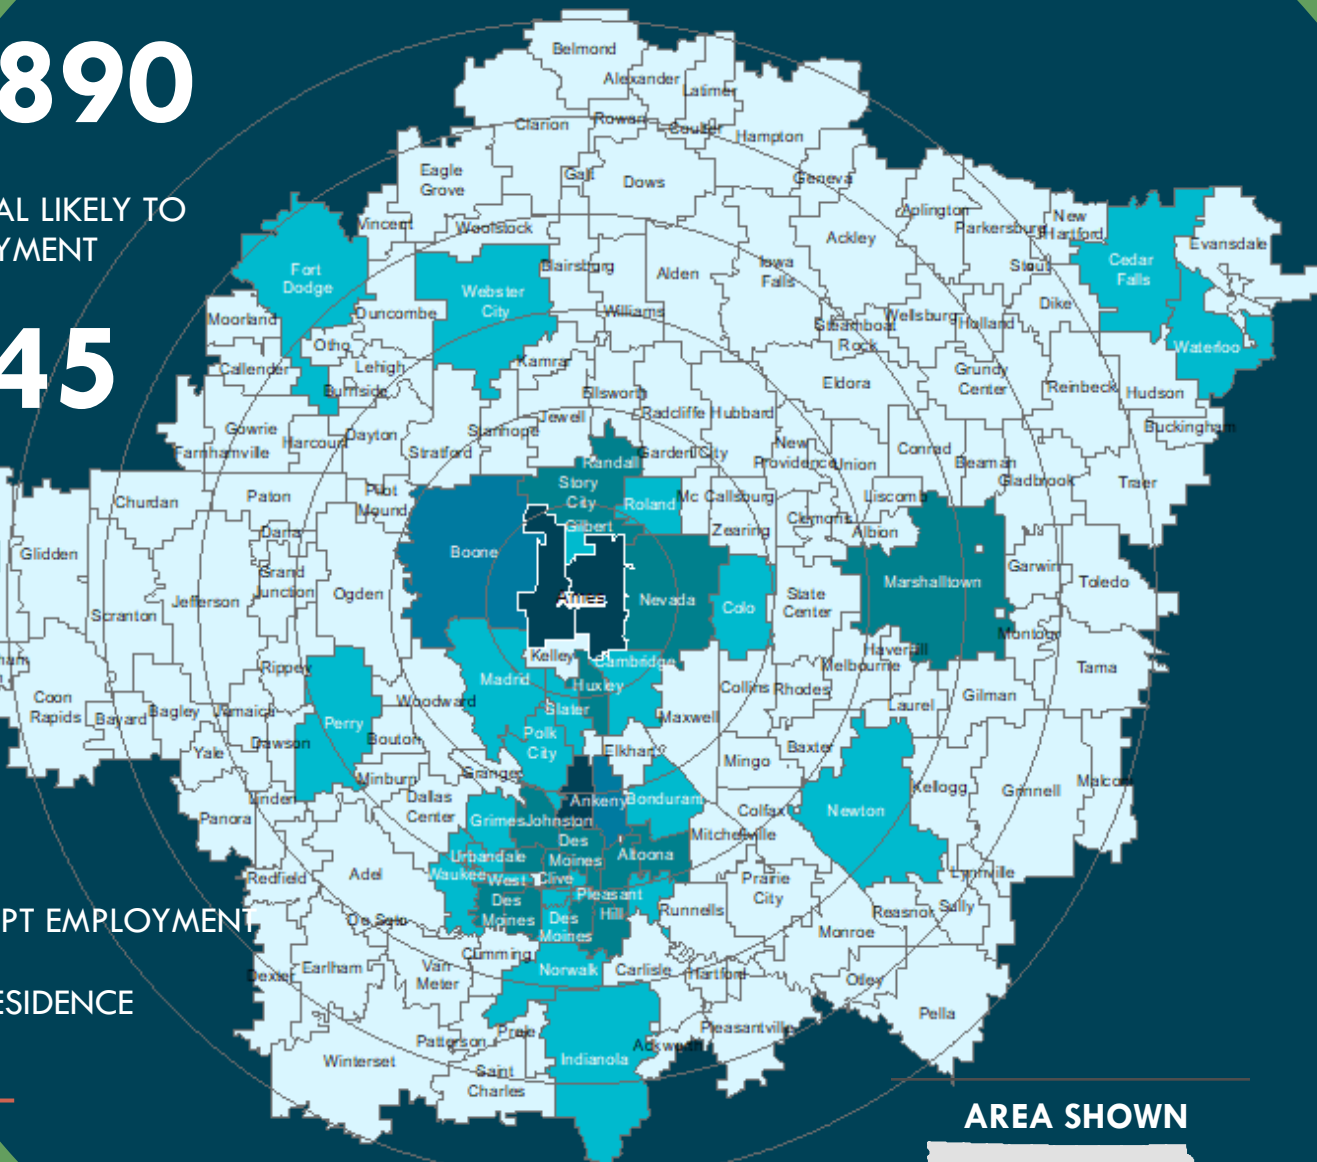 890
AL LIKELY TO
YMENT
45
PT EMPLOYMENT
ESIDENCE
Belmond
Alexander
Latimer
Clarion
Rowan
Coulter
Hampton
Eagle
Grove
Galt
Dows
Geneva
Vincent
Woolstock
Aplington
Parkersburg
New
Hartford
Ackley
Evansdale
Fort
Dodge
Blairsburg
Alden
Iowa
Falls
Stout
Cedar
Falls
Webster
City
Moorland
Duncombe
Williams
Dike
Steamboat
Rock
Wellsburg
Holland
Otho
Waterloo
Callender
Lehigh
Kamrar
Burnside
Ellsworth
Eldora
Grundy
Center
Reinbeck
Hudson
Gowrie
Jewell
Radcliffe
Hubbard
Buckingham
Farnhamville
Harcourt
Dayton
Stanhope
Stratford
Randall
Garden City
New
Providence
Union
Conrad
Beaman
Gladbrook
Traer
Churdan
Paton
Pilot
Mound
Story
City
Roland
Mc Callsburg
Liscomb
Gilbert
Zearing
Clemons
Albion
Dana
Glidden
Boone
Grand
Junction
Garwin
Marshalltown
Toledo
Scranton
Jefferson
Ogden
Ames
Nevada
Colo
State
Center
Montour
Kelley
Cambridge
Haverhill
Melbourne
Tama
Rippey
Madrid
Huxley
Collins
Rhodes
Gilman
Coon
Rapids
Bayard
Bagley
Jamaica
Woodward
Slater
Maxwell
Laurel
Perry
Polk
City
Yale
Dawson
Bouton
Elkhart
Baxter
Mingo
Granger
Minburn
Linden
Dallas
Center
Ankeny
Bondurant
Kellogg
Grinnell
Malcom
Panora
Grimes
Johnston
Colfax
Newton
Mitchellville
Des
Moines
Altoona
Urbandale
Redfield
Adel
Waukee
West
Des
Moines
Clive
Prairie
City
Lynnville
Pleasant
Hill
De Soto
Des
Moines
Runnells
Reasnor
Sully
Monroe
Cumming
Dexter
Earlham
Van
Meter
Norwalk
Carlisle
Hartford
Otley
Pella
Patterson
Prole
Pleasantville
Winterset
Indianola
Ackworth
Saint
Charles
AREA SHOWN